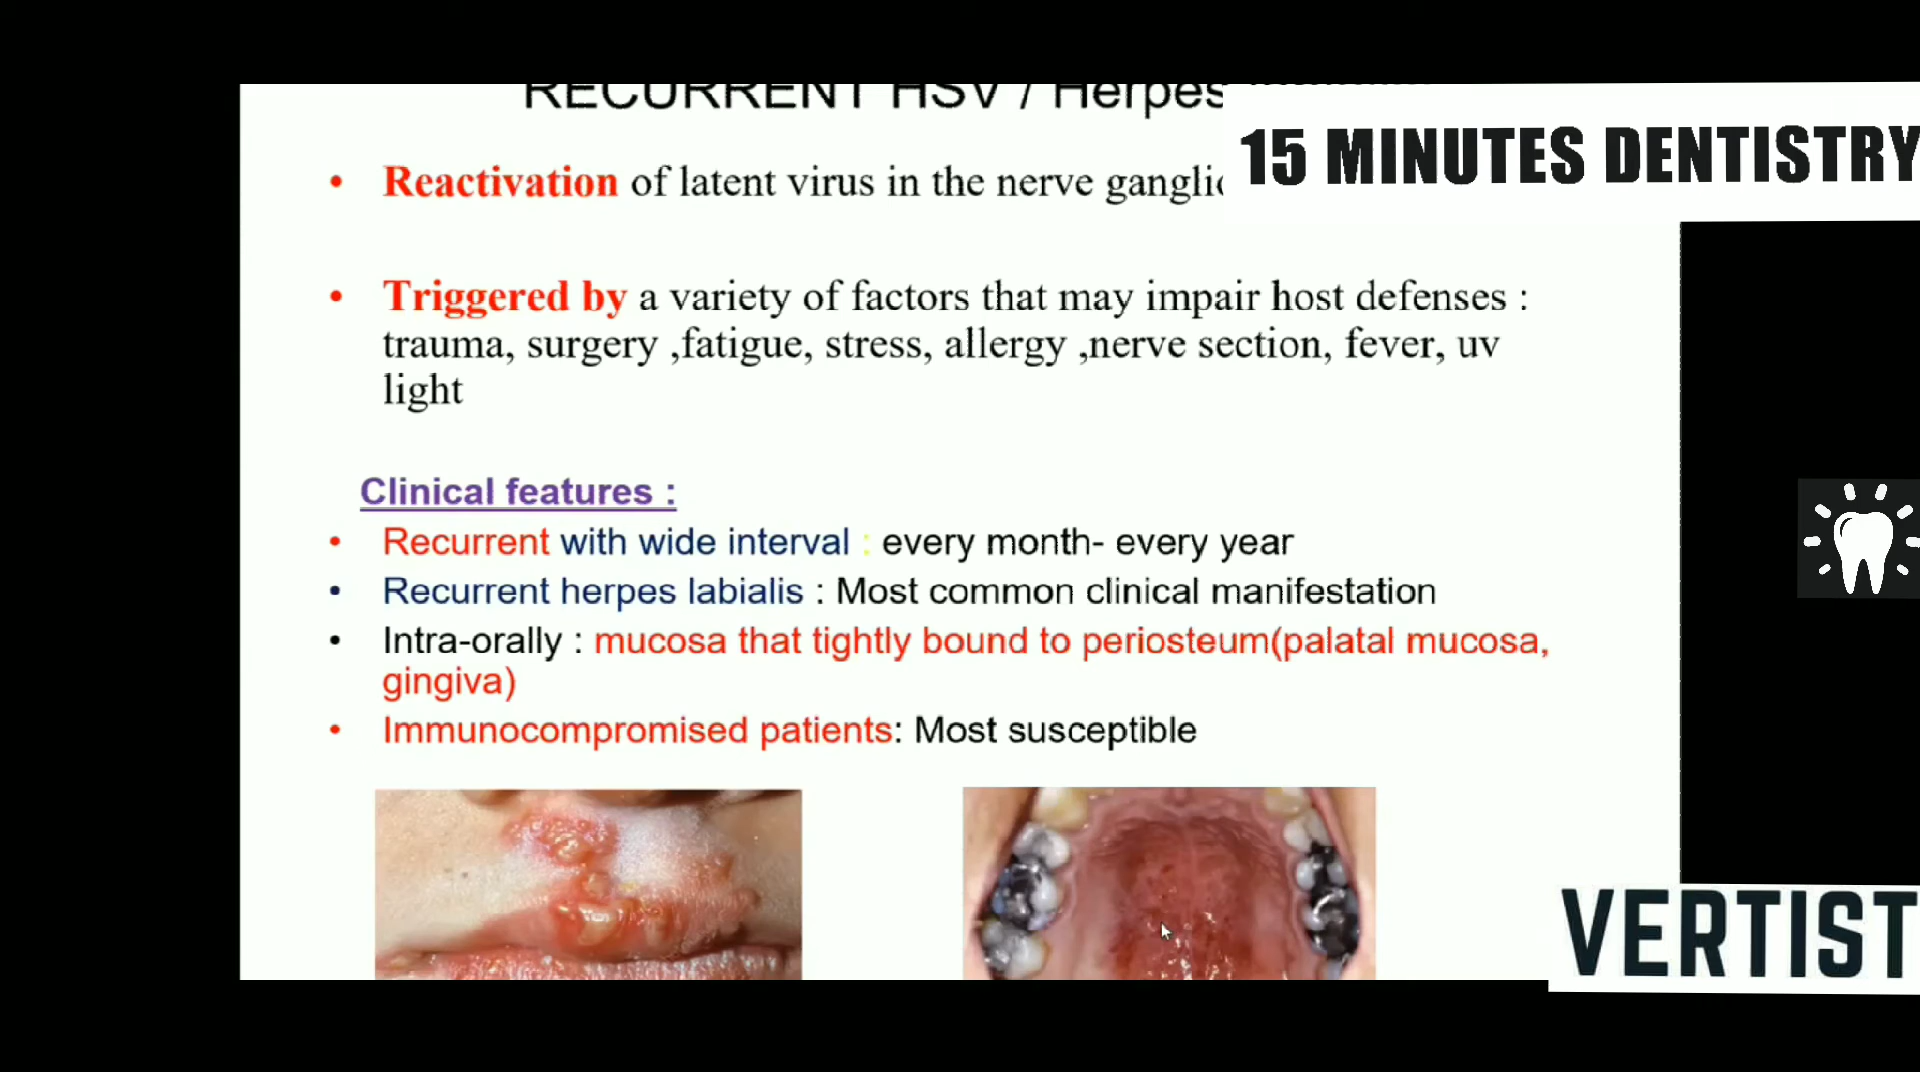 RECURRENT HSV / Herpes
15 MINUTES DENTISTRY
• Reactivation of latent virus in the nerve
• Triggered by a variety of factors that may impair host defenses :
trauma, surgery ,fatigue, stress, allergy ,nerve section, fever, uv
light
Clinical features :
• Recurrent with wide interval : every month- every year
• Recurrent herpes labialis : Most common clinical manifestation
• Intra-orally : mucosa that tightly bound to periosteum(palatal mucosa,
gingiva)
• Immunocompromised patients: Most susceptible
VERTIST